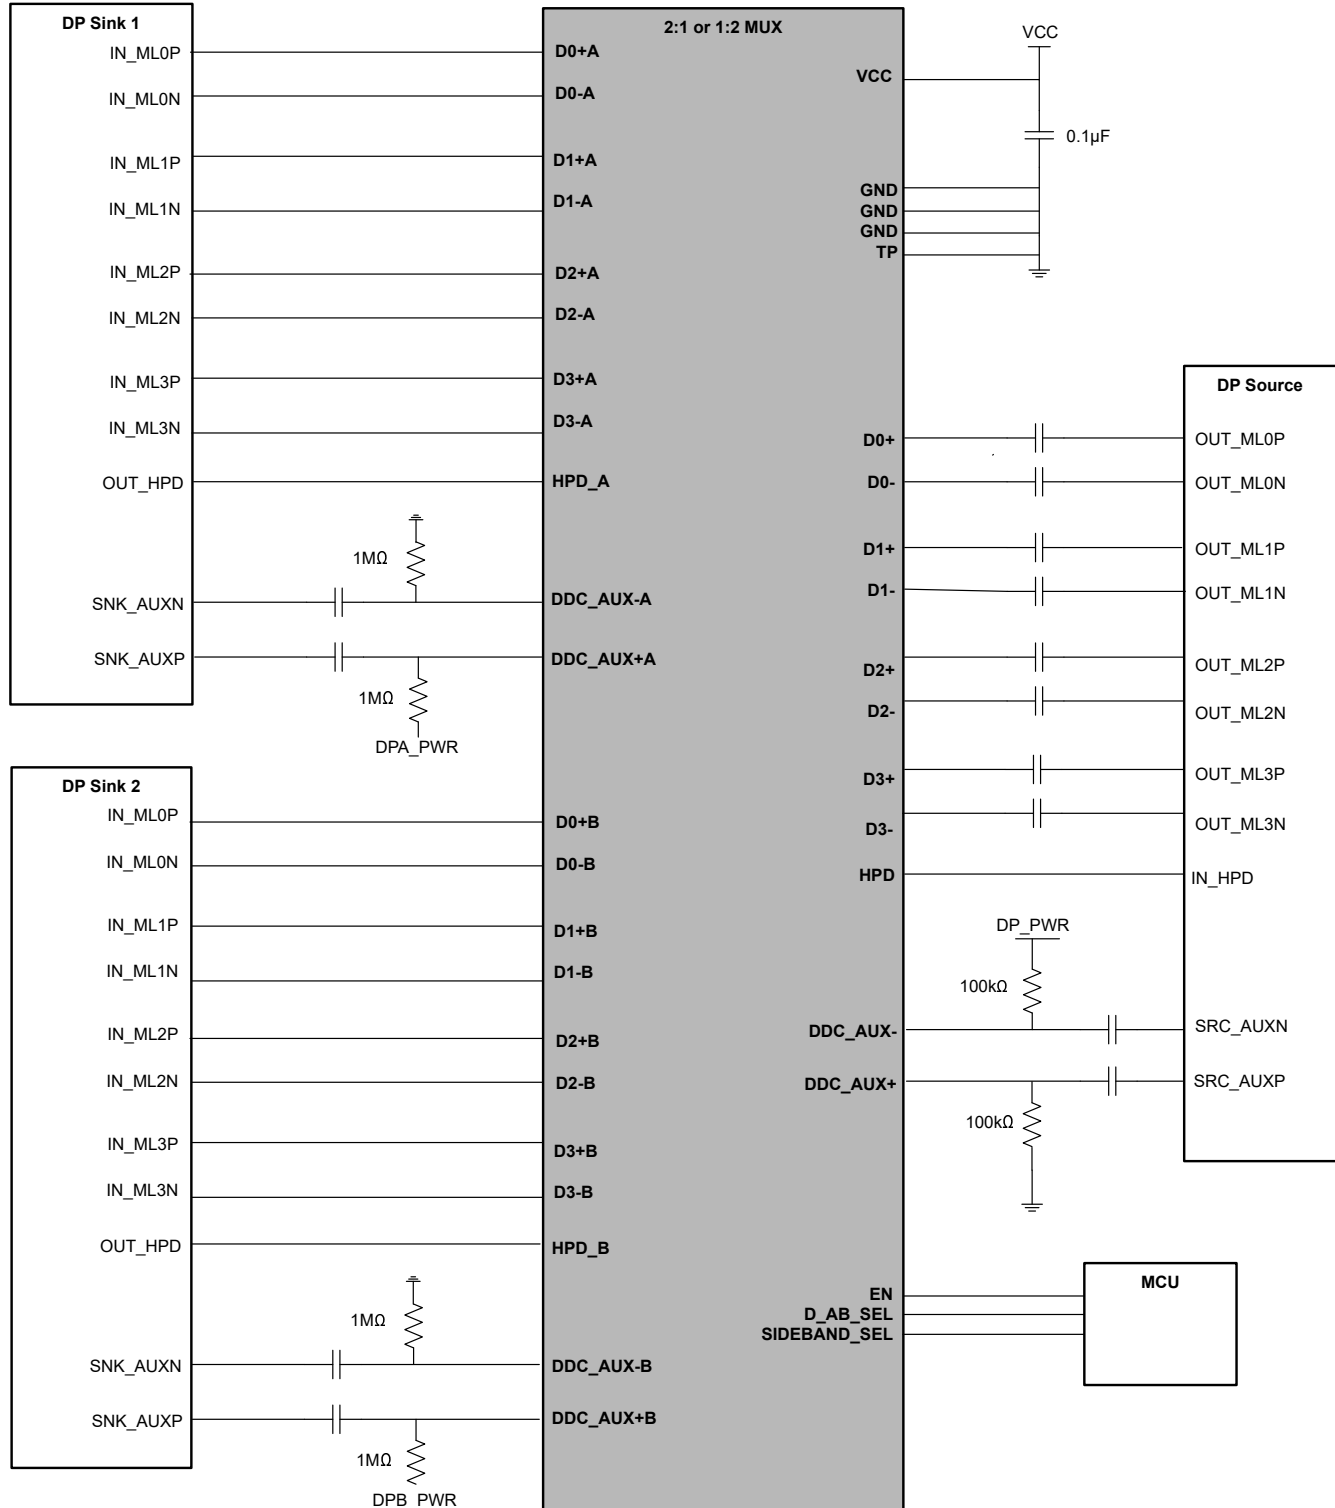 DP Sink 1
IN_ML0P
IN_ML0N
IN_ML1P
IN_ML1N
IN_ML2P
IN_ML2N
IN_ML3P
IN_ML3N
OUT_HPD
SNK_AUXN
SNK_AUXP
1MΩ
1MΩ
DPA_PWR
DP Sink 2
IN_ML0P
IN_ML0N
IN_ML1P
IN_ML1N
IN_ML2P
IN_ML2N
IN_ML3P
IN_ML3N
OUT_HPD
SNK_AUXN
SNK_AUXP
1MΩ
1MΩ
DPB_PWR
2:1 or 1:2 MUX
D0+A
D0-A
D1+A
D1-A
D2+A
D2-A
D3+A
D3-A
HPD_A
DDC_AUX-A
DDC_AUX+A
D0+B
D0-B
D1+B
D1-B
D2+B
D2-B
D3+B
D3-B
HPD_B
DDC_AUX-B
DDC_AUX+B
VCC
GND
GND
GND
TP
D0+
D0-
D1+
D1-
D2+
D2-
D3+
D3-
HPD
DDC_AUX-
DDC_AUX+
EN
D_AB_SEL
SIDEBAND_SEL
VCC
0.1µF
DP_PWR
100kΩ
100kΩ
DP Source
OUT_ML0P
OUT_ML0N
OUT_ML1P
OUT_ML1N
OUT_ML2P
OUT_ML2N
OUT_ML3P
OUT_ML3N
IN_HPD
SRC_AUXN
SRC_AUXP
MCU